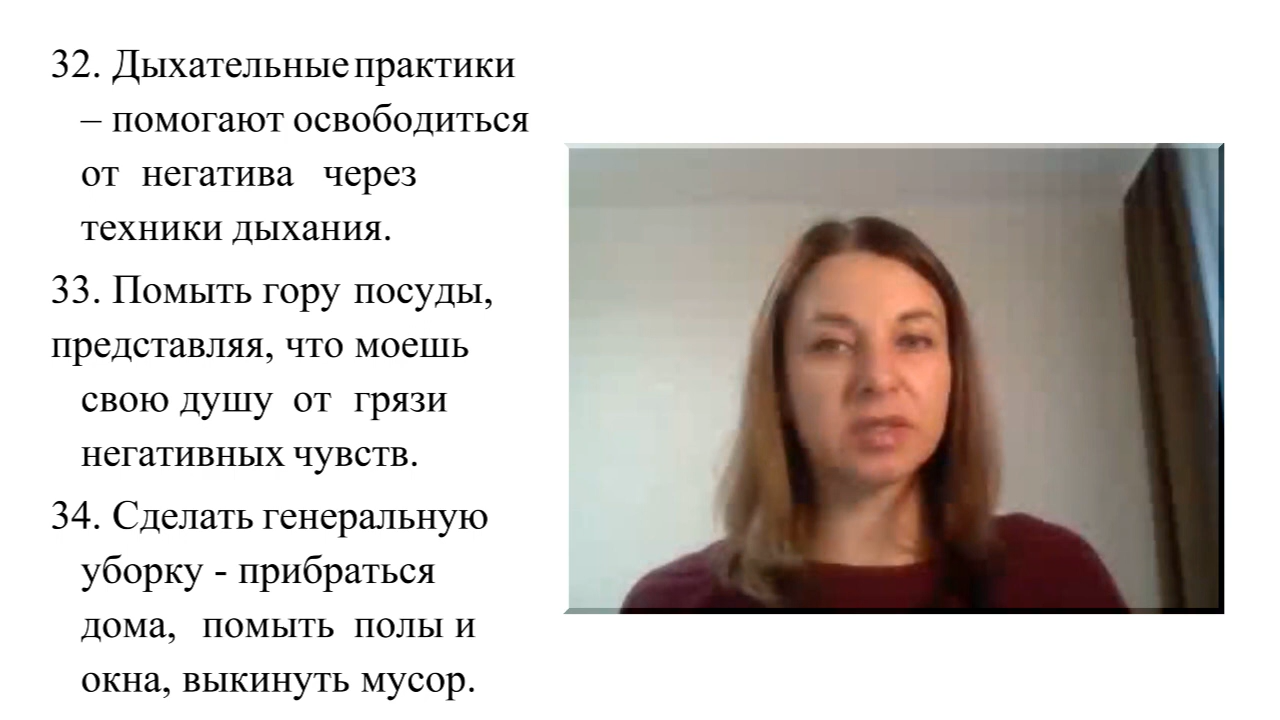 32. Дыхательные практики
– помогают освободиться
от негатива через
техники дыхания.
33. Помыть гору посуды,
представляя, что моешь
свою душу от грязи
негативных чувств.
34. Сделать генеральную
уборку - прибраться
дома, помыть полы и
окна, выкинуть мусор.